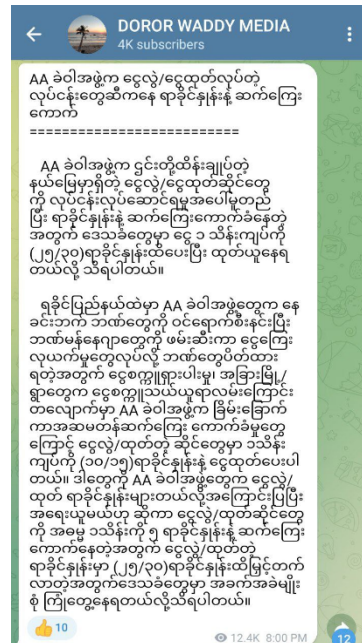 DOROR WADDY MEDIA
4K subscribers
AA ခဲဝါအဖွဲ့က ငွေလွှဲ/ငွေထုတ်လုပ်တဲ့
လုပ်ငန်းတွေဆီကနေ ရာခိုင်နှုန်းနဲ့ ဆက်ကြေး
ကောက်
==========================
AA ခဲဝါအဖွဲ့က ၎င်းတို့ထိန်းချုပ်တဲ့
နယ်မြေမှာရှိတဲ့ ငွေလွှဲ/ငွေထုတ်ဆိုင်တွေ
ကို လုပ်ငန်းလုပ်ဆောင်ရမှုအပေါ်မူတည်
ပြီး ရာခိုင်နှုန်းနဲ့ ဆက်ကြေးကောက်ခံနေတဲ့
အတွက် ဒေသခံတွေမှာ ငွေ ၁ သိန်းကျပ်ကို
(၂၅/၃၀)ရာခိုင်နှုန်းထိပေးပြီး ထုတ်ယူနေရ
တယ်လို့ သိရပါတယ်။
ရခိုင်ပြည်နယ်ထဲမှာ AA ခဲဝါအဖွဲ့တွေက နေ
ခင်းဘက် ဘဏ်တွေကို ဝင်ရောက်စီးနင်းပြီး
ဘဏ်မန်နေဂျာတွေကို ဖမ်းဆီးကာ ငွေကြေး
လုယက်မှုတွေလုပ်လို့ ဘဏ်တွေပိတ်ထား
ရတဲ့အတွက် ငွေစက္ကူရှားပါးမှု၊ အခြားမြို့/
ရွာတွေက ငွေစက္ကူသယ်ယူရာလမ်းကြောင်း
တလျောက်မှာ AA ခဲဝါအဖွဲ့က ခြိမ်းခြောက်
ကာအဆမတန်ဆက်ကြေး ကောက်ခံမှုတွေ
ကြောင့် ငွေလွှဲ/ထုတ်တဲ့ ဆိုင်တွေမှာ ၁သိန်း
ကျပ်ကို (၁၀/၁၅)ရာခိုင်နှုန်းနဲ့ ငွေထုတ်ပေးပါ
တယ်။ ဒါတွေကို AA ခဲဝါအဖွဲ့တွေက ငွေလွှဲ/
ထုတ် ရာခိုင်နှုန်းများတယ်လို့အကြောင်းပြပြီး
အရေးယူမယ်ဟု ဆိုကာ ငွေလွှဲ/ထုတ်ဆိုင်တွေ
ကို အမှုမ ၁သိန်းကို ၅ ရာခိုင်နှုန်းနဲ့ ဆက်ကြေး
ကောက်နေတဲ့အတွက် ငွေလွှဲ/ထုတ်တဲ့
ရာခိုင်နှုန်းမှာ (၂၅/၃၀)ရာခိုင်နှုန်းထိမြှင့်တက်
လာတဲ့အတွက်ဒေသခံတွေမှာ အခက်အခဲမျိုး
စုံ ကြုံတွေ့နေရတယ်လို့သိရပါတယ်။
10
12.4K 8:00 PM
12